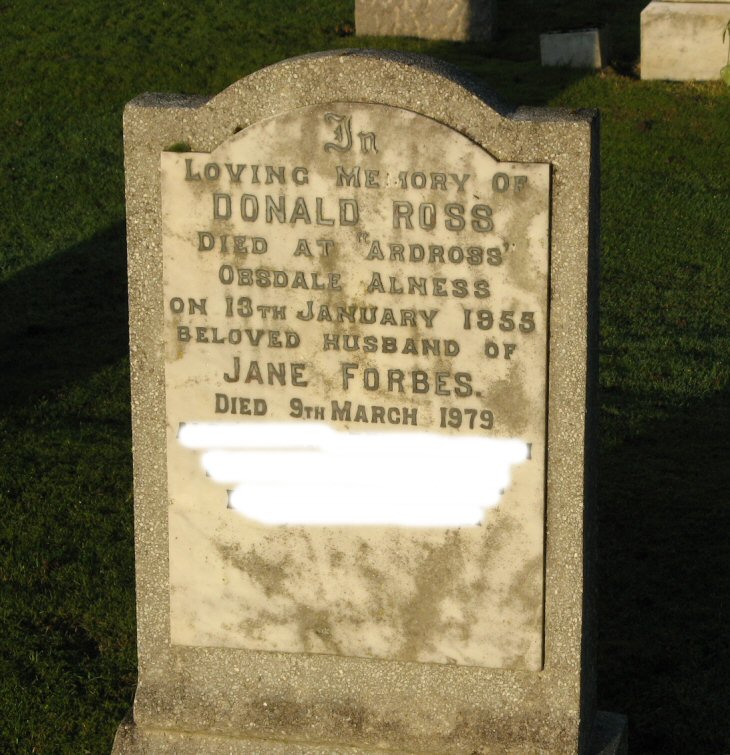 In
LOVING MEMORY OF
DONALD ROSS
DIED AT "ARDROSS"
OBSDALE ALNESS
ON 13TH JANUARY 1955
BELOVED HUSBAND OF
JANE FORBES.
DIED 9TH MARCH 1979